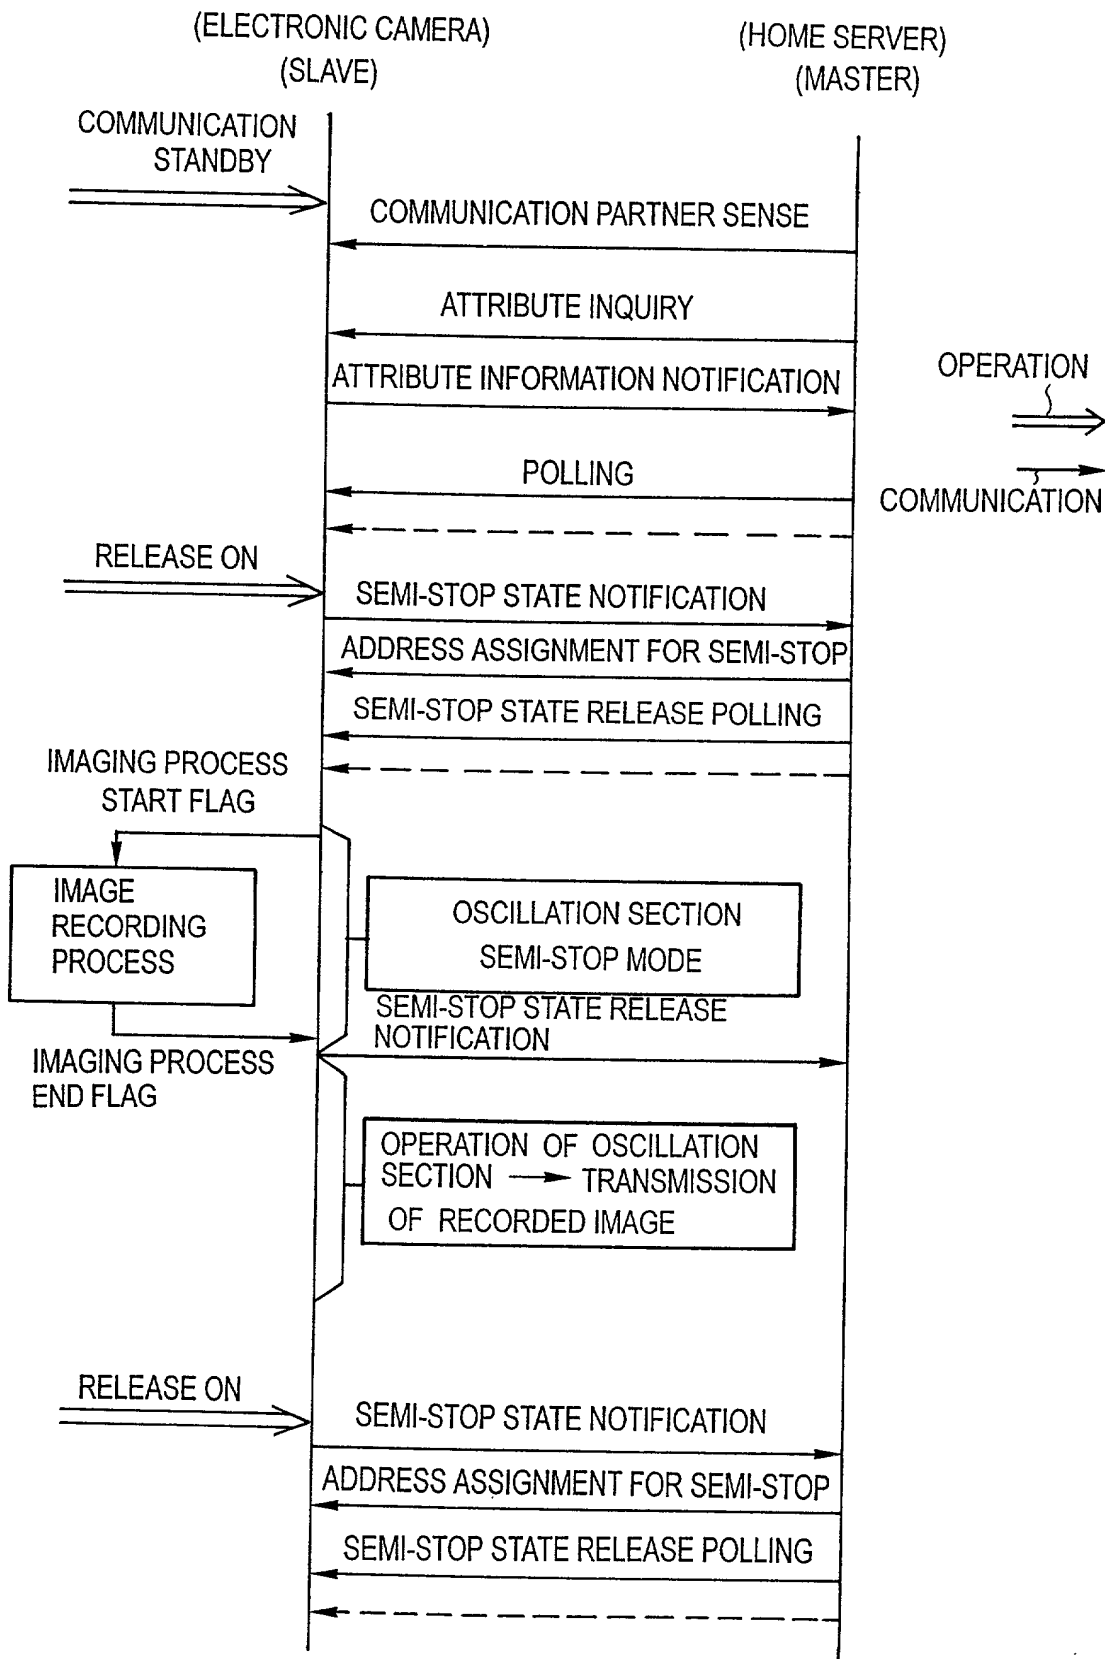 (ELECTRONIC CAMERA)
(SLAVE)
(HOME SERVER)
(MASTER)
COMMUNICATION
STANDBY
COMMUNICATION PARTNER SENSE
ATTRIBUTE INQUIRY
ATTRIBUTE INFORMATION NOTIFICATION
OPERATION
POLLING
COMMUNICATION
RELEASE ON
SEMI-STOP STATE NOTIFICATION
ADDRESS ASSIGNMENT FOR SEMI-STOP
SEMI-STOP STATE RELEASE POLLING
IMAGING PROCESS
START FLAG
IMAGE
RECORDING
PROCESS
OSCILLATION SECTION
SEMI-STOP MODE
SEMI-STOP STATE RELEASE
NOTIFICATION
IMAGING PROCESS
END FLAG
OPERATION OF OSCILLATION
SECTION → TRANSMISSION
OF RECORDED IMAGE
RELEASE ON
SEMI-STOP STATE NOTIFICATION
ADDRESS ASSIGNMENT FOR SEMI-STOP
SEMI-STOP STATE RELEASE POLLING